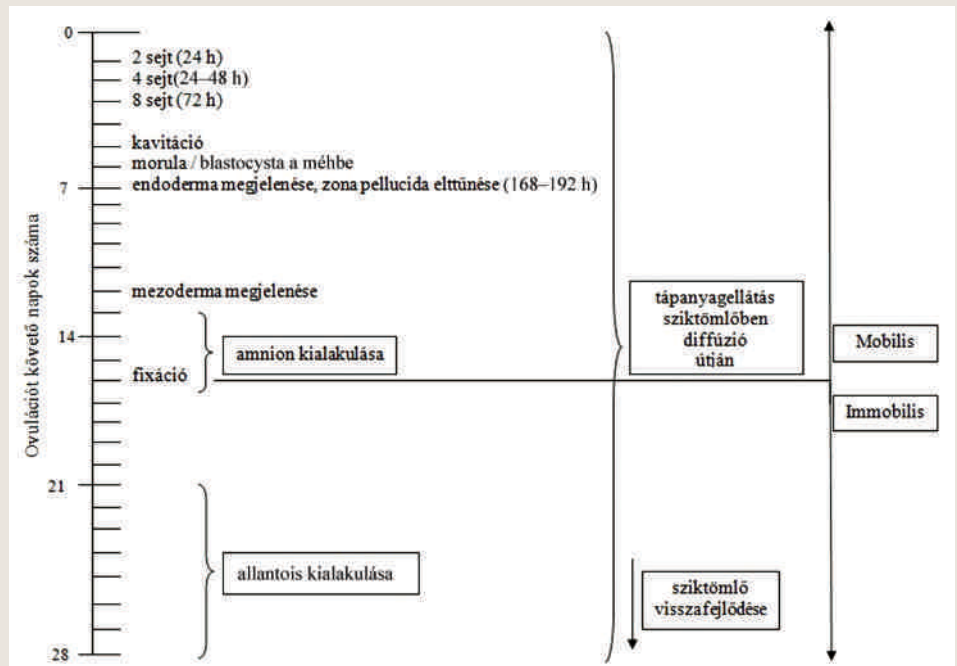 0
2 sejt (24 h)
4 sejt(24–48 h)
8 sejt (72 h)
kavitáció
morula / blastocysta a méhbe
7
endoderma megjelenése, zona pellucida elttűnése (168–192 h)
Ovulációt követő napok száma
mezoderma megjelenése
14
amnion kialakulása
fixáció
tápanyagellátás
sziktömlőben
diffúzió
útján
Mobilis
Immobilis
21
allantois kialakulása
sziktömlő
visszafejlődése
28